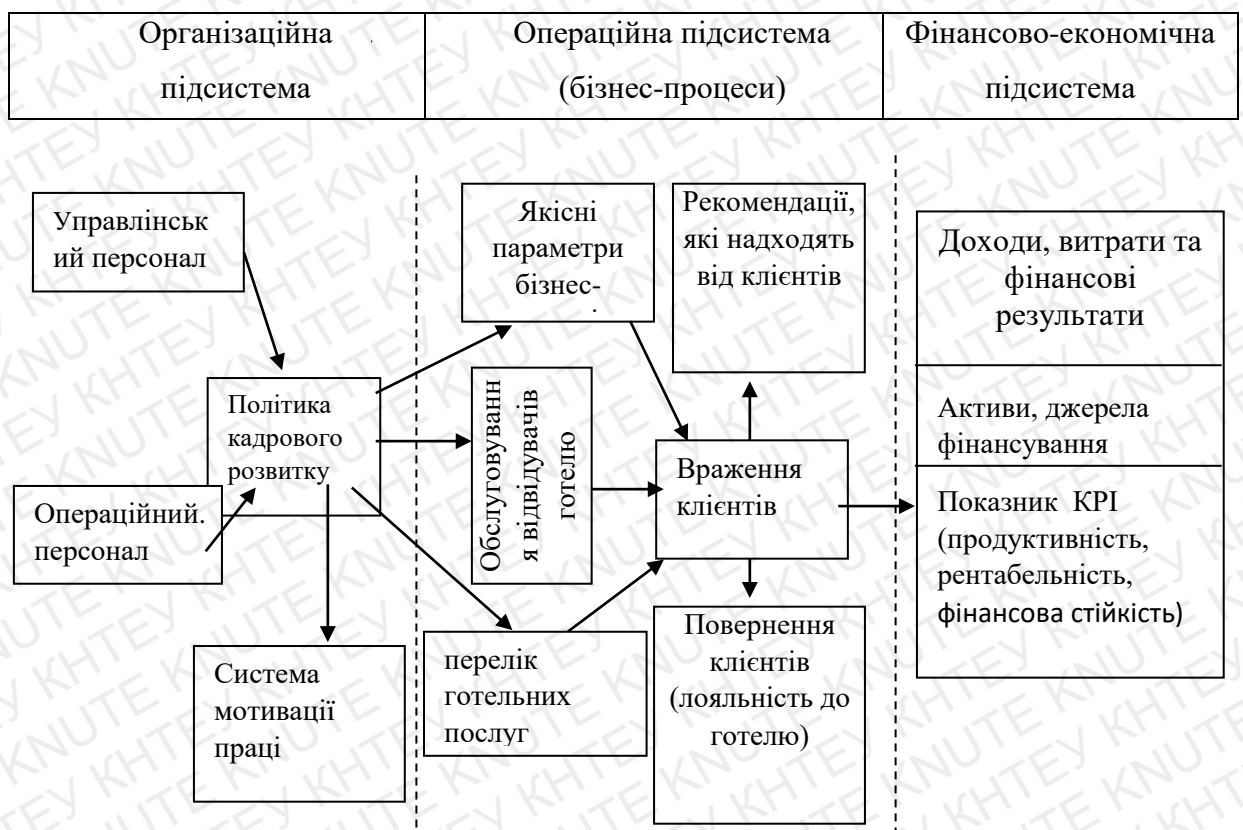 Організаційна
підсистема
Операційна підсистема
(бізнес-процеси)
Фінансово-економічна
підсистема
Управлінськ
ий персонал
Якісні
параметри
бізнес-
Рекомендації,
які надходять
від клієнтів
Доходи, витрати та
фінансові
результати
Політика
кадрового
розвитку
Обслуговуванн
я відвідувачів
готелю
Активи, джерела
фінансування
Враження
клієнтів
Операційний.
персонал
Показник КРІ
(продуктивність,
рентабельність,
фінансова стійкість)
Система
мотивації
праці
перелік
готельних
послуг
Повернення
клієнтів
(лояльність до
готелю)